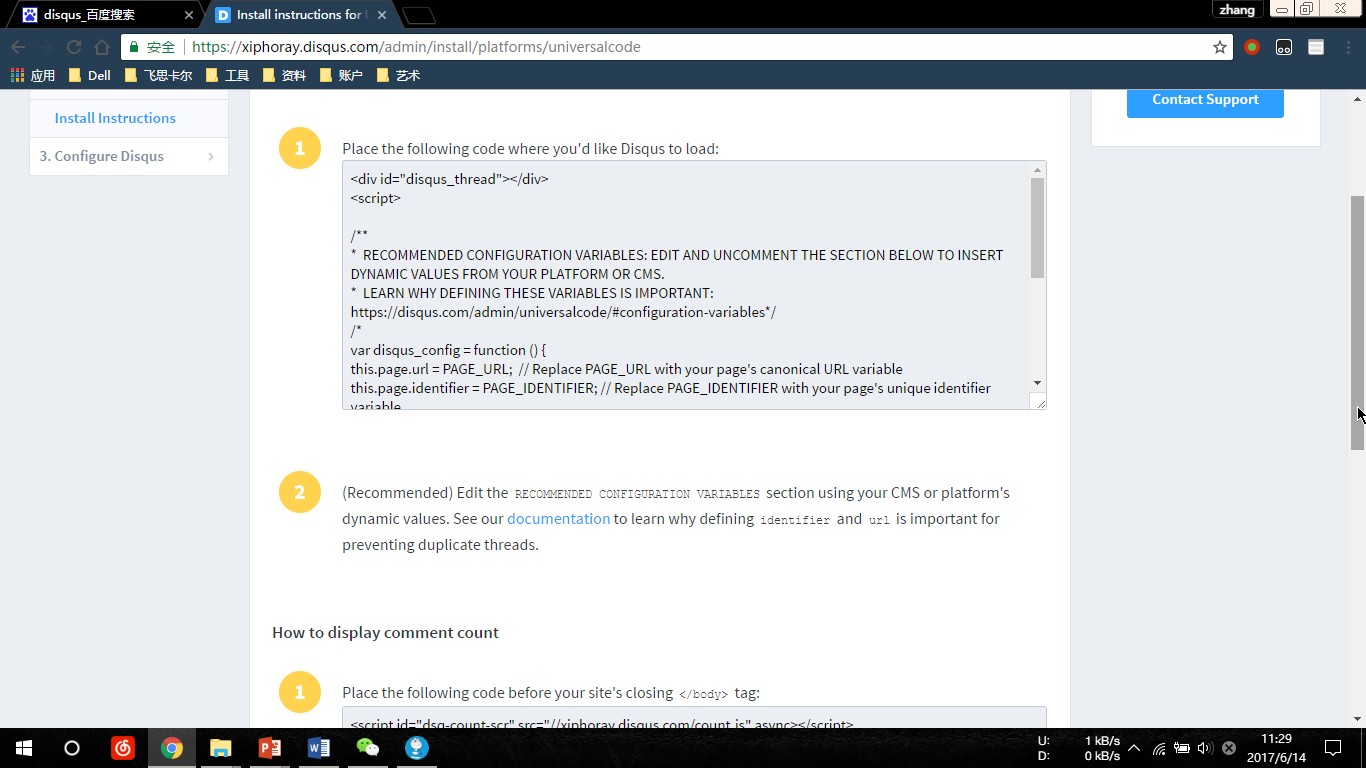 disqus_百度搜索
Install instructions for U
zhang
安全
https://xiphoray.disqus.com/admin/install/platforms/universalcode
应用
Dell
飞思卡尔
工具
资料
账户
艺术
Install Instructions
3. Configure Disqus
Contact Support
1
Place the following code where you'd like Disqus to load:
<div id="disqus_thread"></div>
<script>
/**
* RECOMMENDED CONFIGURATION VARIABLES: EDIT AND UNCOMMENT THE SECTION BELOW TO INSERT
DYNAMIC VALUES FROM YOUR PLATFORM OR CMS.
* LEARN WHY DEFINING THESE VARIABLES IS IMPORTANT:
https://disqus.com/admin/universalcode/#configuration-variables*/
/*
var disqus_config = function () {
this.page.url = PAGE_URL; // Replace PAGE_URL with your page's canonical URL variable
this.page.identifier = PAGE_IDENTIFIER; // Replace PAGE_IDENTIFIER with your page's unique identifier
variable
2
(Recommended) Edit the RECOMMENDED CONFIGURATION VARIABLES section using your CMS or platform's
dynamic values. See our documentation to learn why defining identifier and url is important for
preventing duplicate threads.
How to display comment count
1
Place the following code before your site's closing </body> tag:
<script id="dsq-count-scr" src="//xiphoray.disqus.com/count.js" async></script>
U: 1 kB/s
D: 0 kB/s
11:29
2017/6/14